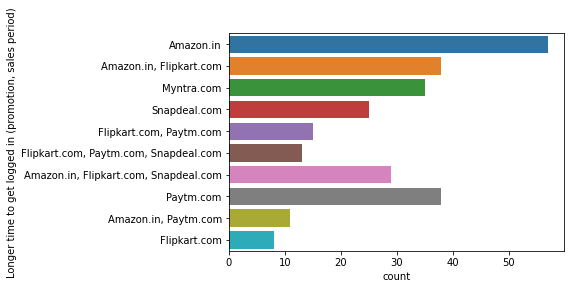 Longer time to get logged in (promotion, sales period)
Amazon.in
Amazon.in, Flipkart.com
Myntra.com
Snapdeal.com
Flipkart.com, Paytm.com
Flipkart.com, Paytm.com, Snapdeal.com
Amazon.in, Flipkart.com, Snapdeal.com
Paytm.com
Amazon.in, Paytm.com
Flipkart.com
0 10 20 30 40 50
count